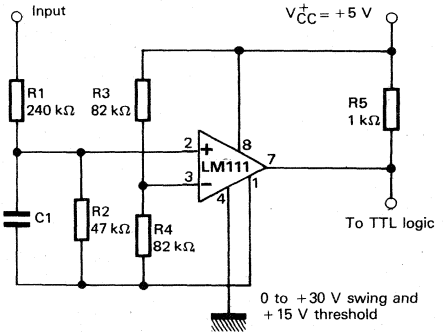 Input
V+CC = +5 V
R1
240 kΩ
R3
82 kΩ
R5
1 kΩ
2
+
8
LM111
7
3
−
4
1
C1
R2
47 kΩ
R4
82 kΩ
To TTL logic
0 to +30 V swing and
+15 V threshold